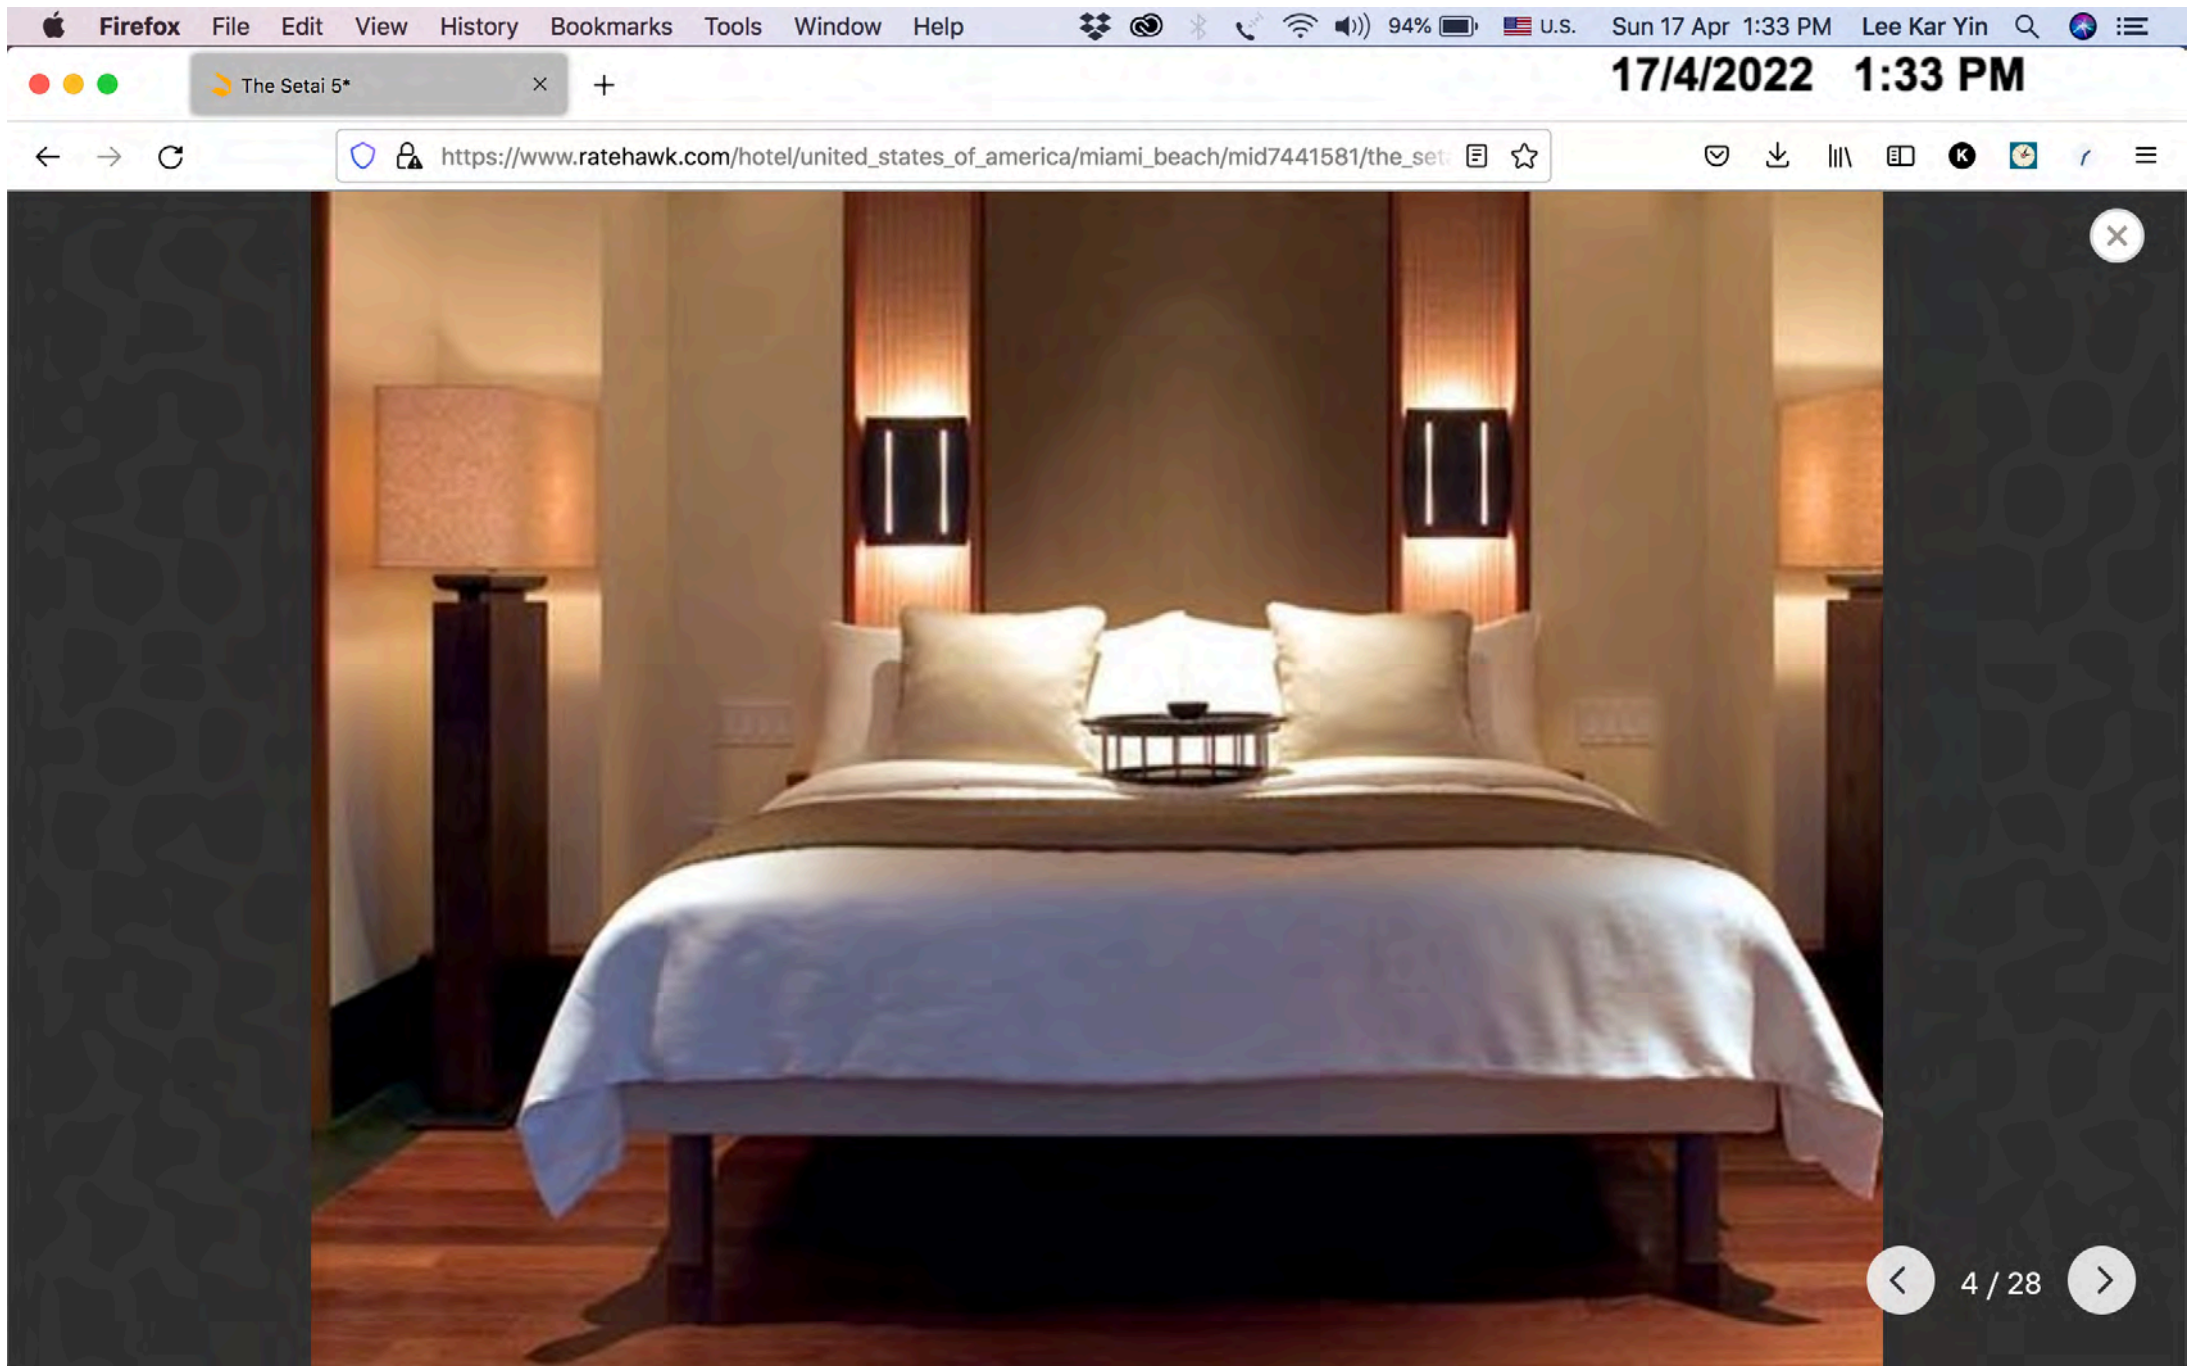 Firefox File Edit View History Bookmarks Tools Window Help 94% U.S. Sun 17 Apr 1:33 PM Lee Kar Yin
The Setai 5*
17/4/2022 1:33 PM
https://www.ratehawk.com/hotel/united_states_of_america/miami_beach/mid7441581/the_set
K
4 / 28